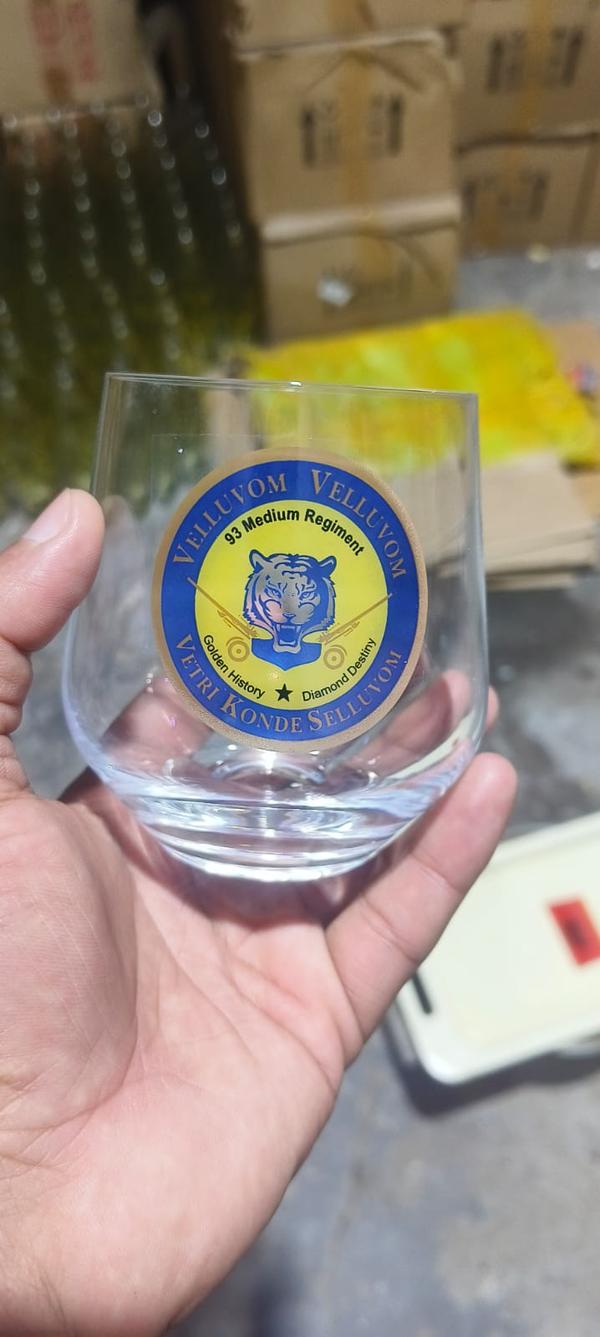 VELLUVOM VELLUVOM
93 Medium Regiment
Golden History ★ Diamond Destiny
VETRI KONDE SELLUVOM